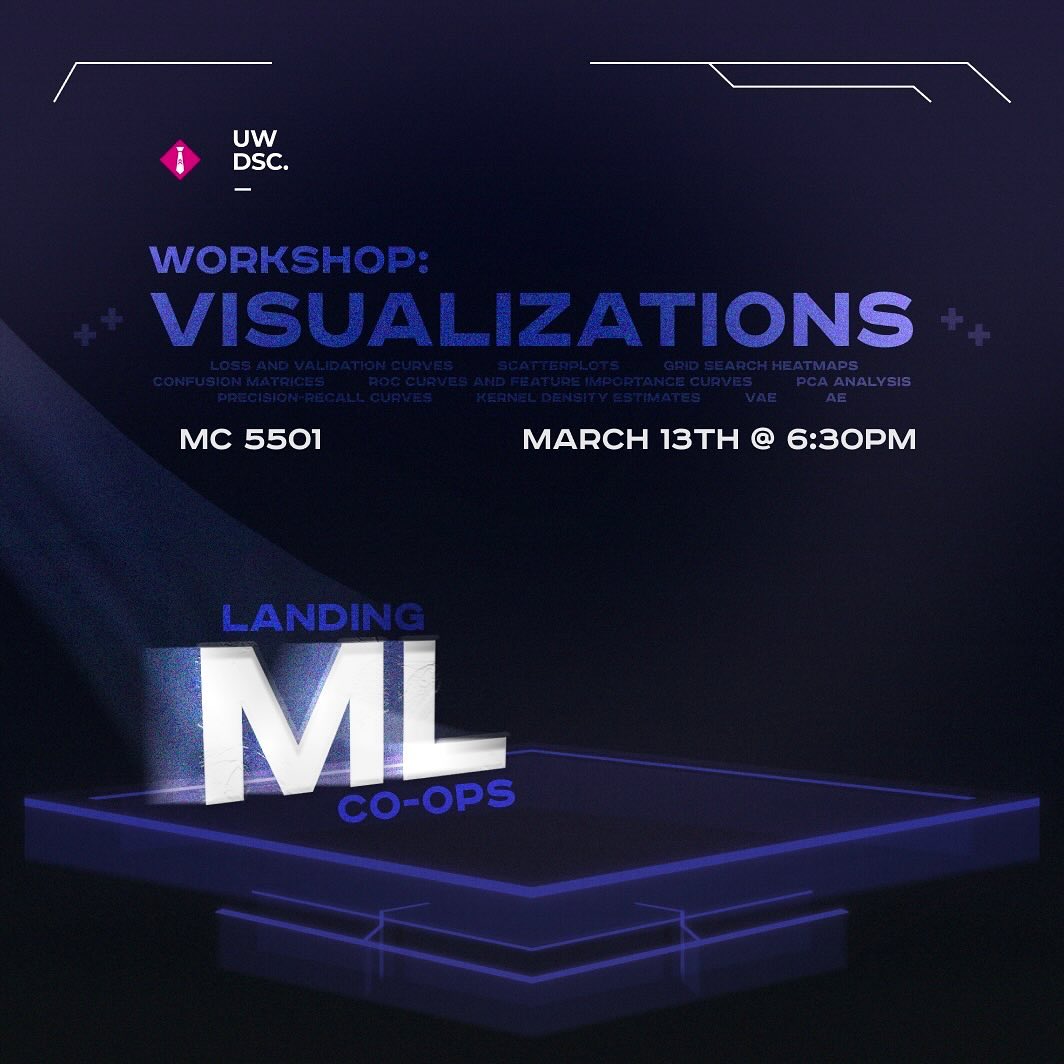 UW
DSC.
WORKSHOP:
VISUALIZATIONS
LOSS AND VALIDATION CURVES SCATTERPLOTS GRID SEARCH HEATMAPS
CONFUSION MATRICES ROC CURVES AND FEATURE IMPORTANCE CURVES PCA ANALYSIS
PRECISION-RECALL CURVES KERNEL DENSITY ESTIMATES VAE AE
MC 5501 MARCH 13TH @ 6:30PM
LANDING
ML
CO-OPS